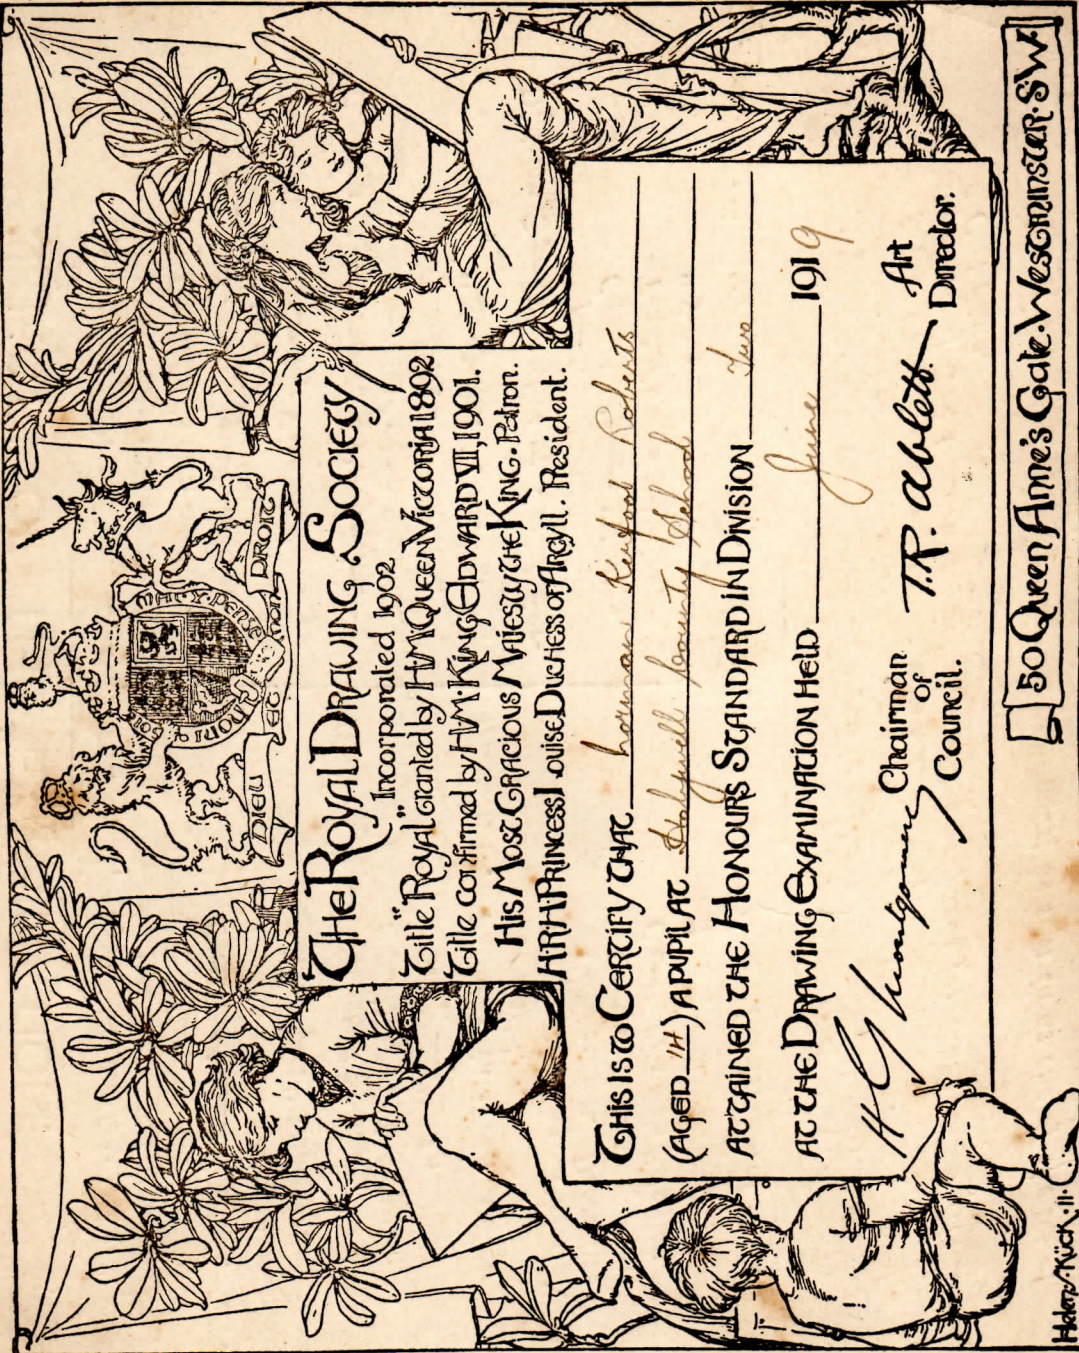 HONI SOIT QUI MAL Y PENSE
DIEU ET MON DROIT
THE ROYAL DRAWING SOCIETY
Incorporated 1902
Title "Royal" granted by H.M. QUEEN VICTORIA 1892
Title confirmed by H.M. KING EDWARD VII, 1901.
HIS MOST GRACIOUS MAJESTY THE KING. Patron.
H.R.H. PRINCESS LOUISE DUCHESS OF ARGYLL. President.
THIS IS TO CERTIFY THAT Norman Roberts
(AGED 14) A PUPIL AT Holywell County School
ATTAINED THE HONOURS STANDARD IN DIVISION Two
AT THE DRAWING EXAMINATION HELD June 1919
Montgomery Chairman of Council.
T.R. Ablett Art Director.
50 QUEEN ANNE'S GATE. WESTMINSTER. S.W.
Helen Kück. 11